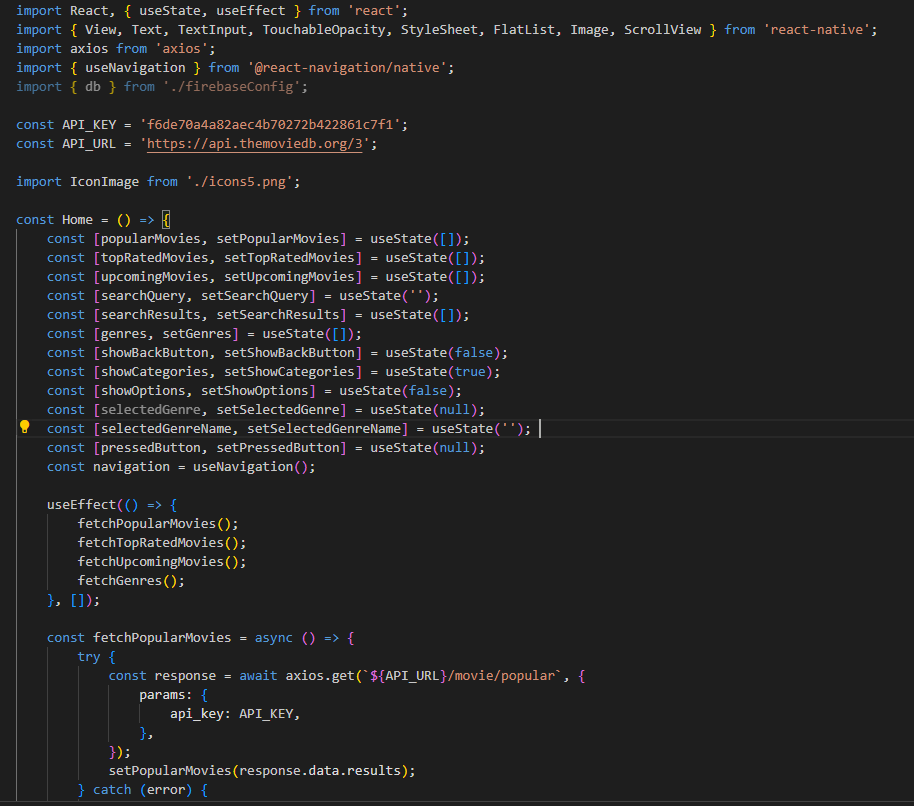 import React, { useState, useEffect } from 'react';
import { View, Text, TextInput, TouchableOpacity, StyleSheet, FlatList, Image, ScrollView } from 'react-native';
import axios from 'axios';
import { useNavigation } from '@react-navigation/native';
import { db } from './firebaseConfig';

const API_KEY = 'f6de70a4a82aec4b70272b422861c7f1';
const API_URL = 'https://api.themoviedb.org/3';

import IconImage from './icons5.png';

const Home = () => {
    const [popularMovies, setPopularMovies] = useState([]);
    const [topRatedMovies, setTopRatedMovies] = useState([]);
    const [upcomingMovies, setUpcomingMovies] = useState([]);
    const [searchQuery, setSearchQuery] = useState('');
    const [searchResults, setSearchResults] = useState([]);
    const [genres, setGenres] = useState([]);
    const [showBackButton, setShowBackButton] = useState(false);
    const [showCategories, setShowCategories] = useState(true);
    const [showOptions, setShowOptions] = useState(false);
    const [selectedGenre, setSelectedGenre] = useState(null);
    const [selectedGenreName, setSelectedGenreName] = useState('');
    const [pressedButton, setPressedButton] = useState(null);
    const navigation = useNavigation();

    useEffect(() => {
        fetchPopularMovies();
        fetchTopRatedMovies();
        fetchUpcomingMovies();
        fetchGenres();
    }, []);

    const fetchPopularMovies = async () => {
        try {
            const response = await axios.get(`${API_URL}/movie/popular`, {
                params: {
                    api_key: API_KEY,
                },
            });
            setPopularMovies(response.data.results);
        } catch (error) {